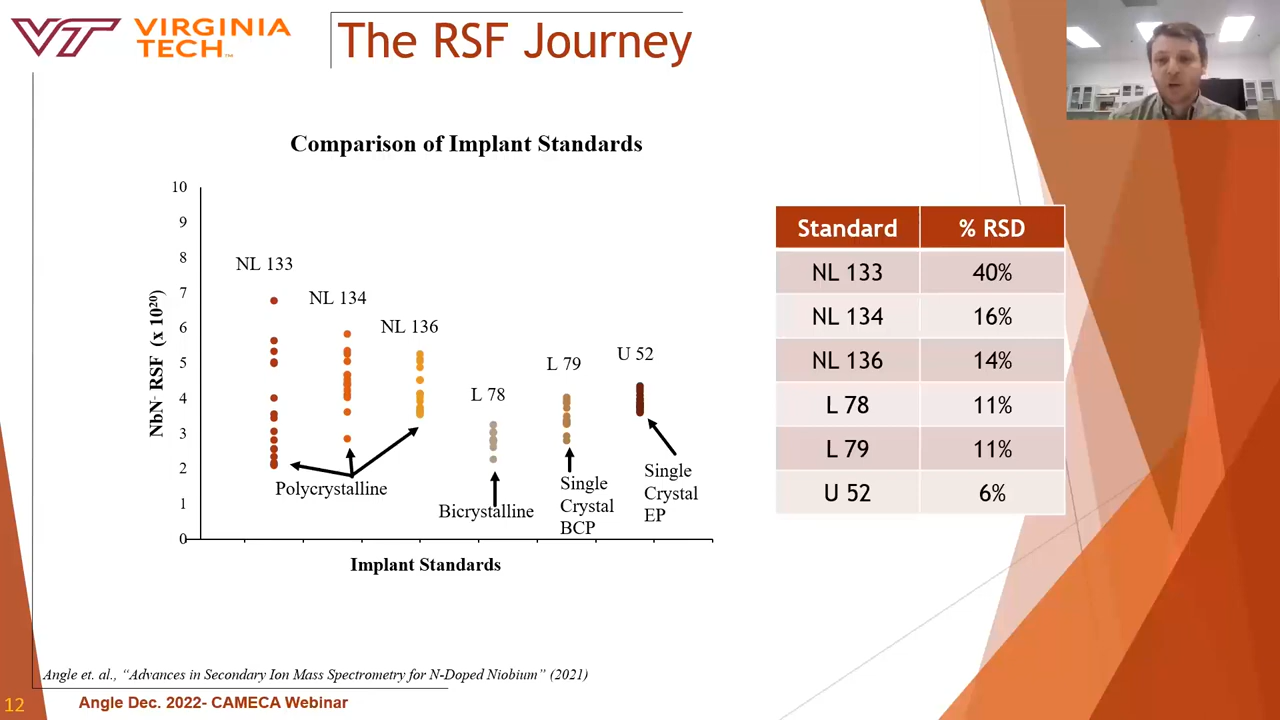 VT VIRGINIA
TECH™
The RSF Journey
Comparison of Implant Standards
10
9
8
7
6
5
4
3
2
1
0
NbN⁻ RSF (x 10²⁰)
NL 133
NL 134
NL 136
L 78
L 79
U 52
Polycrystalline
Bicrystalline
Single
Crystal
BCP
Single
Crystal
EP
Implant Standards
Standard % RSD
NL 133 40%
NL 134 16%
NL 136 14%
L 78 11%
L 79 11%
U 52 6%
Angle et. al., “Advances in Secondary Ion Mass Spectrometry for N-Doped Niobium” (2021)
12 Angle Dec. 2022- CAMECA Webinar